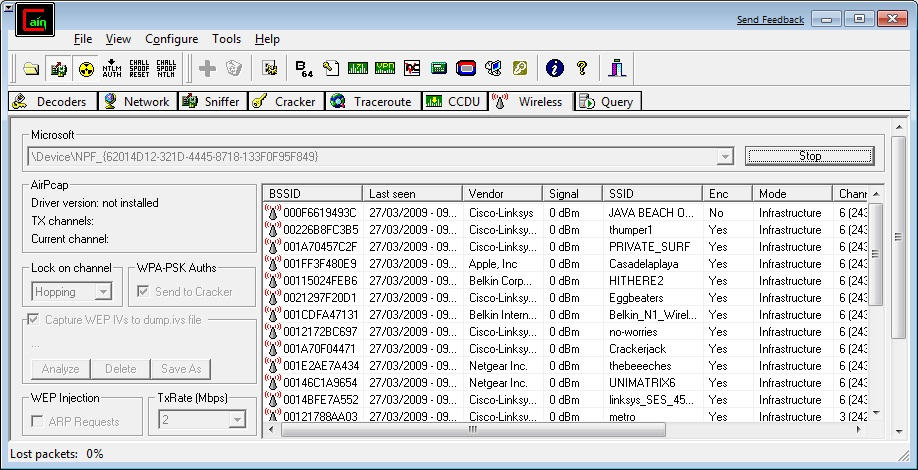 Cain
Send Feedback
File View Configure Tools Help
NTLM AUTH
CHALL SPOOF RESET
CHALL SPOOF NTLM
B 64
Decoders Network Sniffer Cracker Traceroute CCDU Wireless Query
Microsoft
\Device\NPF_{62014D12-321D-4445-8718-133F0F95F849} Stop
AirPcap
Driver version: not installed
TX channels:
Current channel:
Lock on channel
Hopping
WPA-PSK Auths
Send to Cracker
Capture WEP IVs to dump.ivs file
...
Analyze Delete Save As
WEP Injection
ARP Requests
TxRate (Mbps)
2
BSSID Last seen Vendor Signal SSID Enc Mode Chann
000F6619493C 27/03/2009 - 09... Cisco-Linksys 0 dBm JAVA BEACH O... No Infrastructure 6 (243
00226B8FC3B5 27/03/2009 - 09... Cisco-Linksy... 0 dBm thumper1 Yes Infrastructure 6 (243
001A70457C2F 27/03/2009 - 09... Cisco-Linksy... 0 dBm PRIVATE_SURF Yes Infrastructure 6 (243
001FF3F480E9 27/03/2009 - 09... Apple, Inc 0 dBm Casadelaplaya Yes Infrastructure 6 (243
00115024FEB6 27/03/2009 - 09... Belkin Corp... 0 dBm HITHERE2 Yes Infrastructure 6 (243
0021297F20D1 27/03/2009 - 09... Cisco-Linksy... 0 dBm Eggbeaters Yes Infrastructure 6 (243
001CDFA47131 27/03/2009 - 09... Belkin Intern... 0 dBm Belkin_N1_Wirel... Yes Infrastructure 6 (243
0012172BC697 27/03/2009 - 09... Cisco-Linksy... 0 dBm no-worries Yes Infrastructure 6 (243
001A70F04471 27/03/2009 - 09... Cisco-Linksy... 0 dBm Crackerjack Yes Infrastructure 6 (243
001E2AE7A434 27/03/2009 - 09... Netgear Inc. 0 dBm thebeeeches Yes Infrastructure 6 (243
00146C1A9654 27/03/2009 - 09... Netgear Inc. 0 dBm UNIMATRIX6 Yes Infrastructure 6 (243
0014BFE7A552 27/03/2009 - 09... Cisco-Linksy... 0 dBm linksys_SES_45... Yes Infrastructure 6 (243
00121788AA03 27/03/2009 - 09... Cisco-Linksy... 0 dBm metro Yes Infrastructure 3 (242
Lost packets: 0%